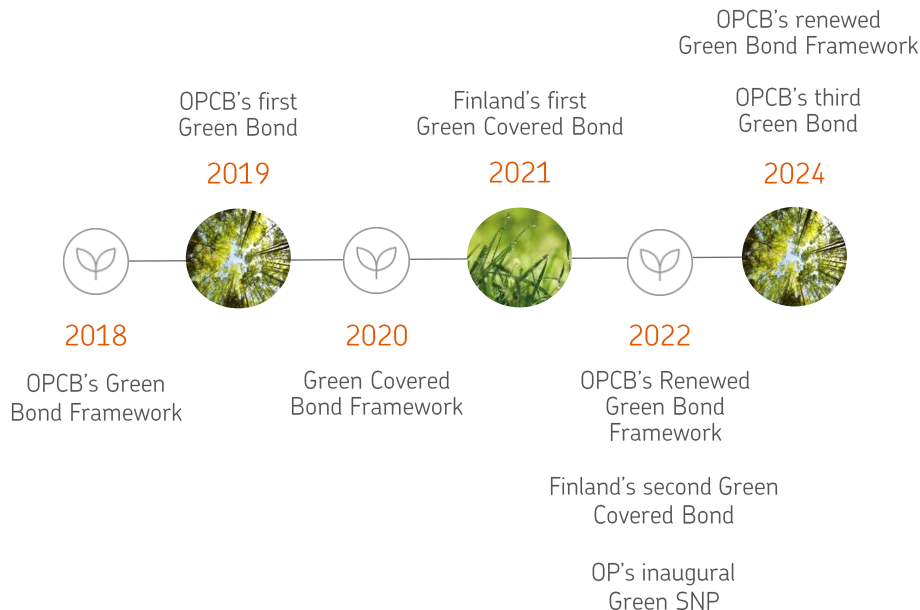 OPCB's renewed
Green Bond Framework
OPCB's third
Green Bond
2024
OPCB's first
Green Bond
2019
Finland's first
Green Covered Bond
2021
2018
OPCB's Green
Bond Framework
2020
Green Covered
Bond Framework
2022
OPCB's Renewed
Green Bond
Framework
Finland's second Green
Covered Bond
OP's inaugural
Green SNP